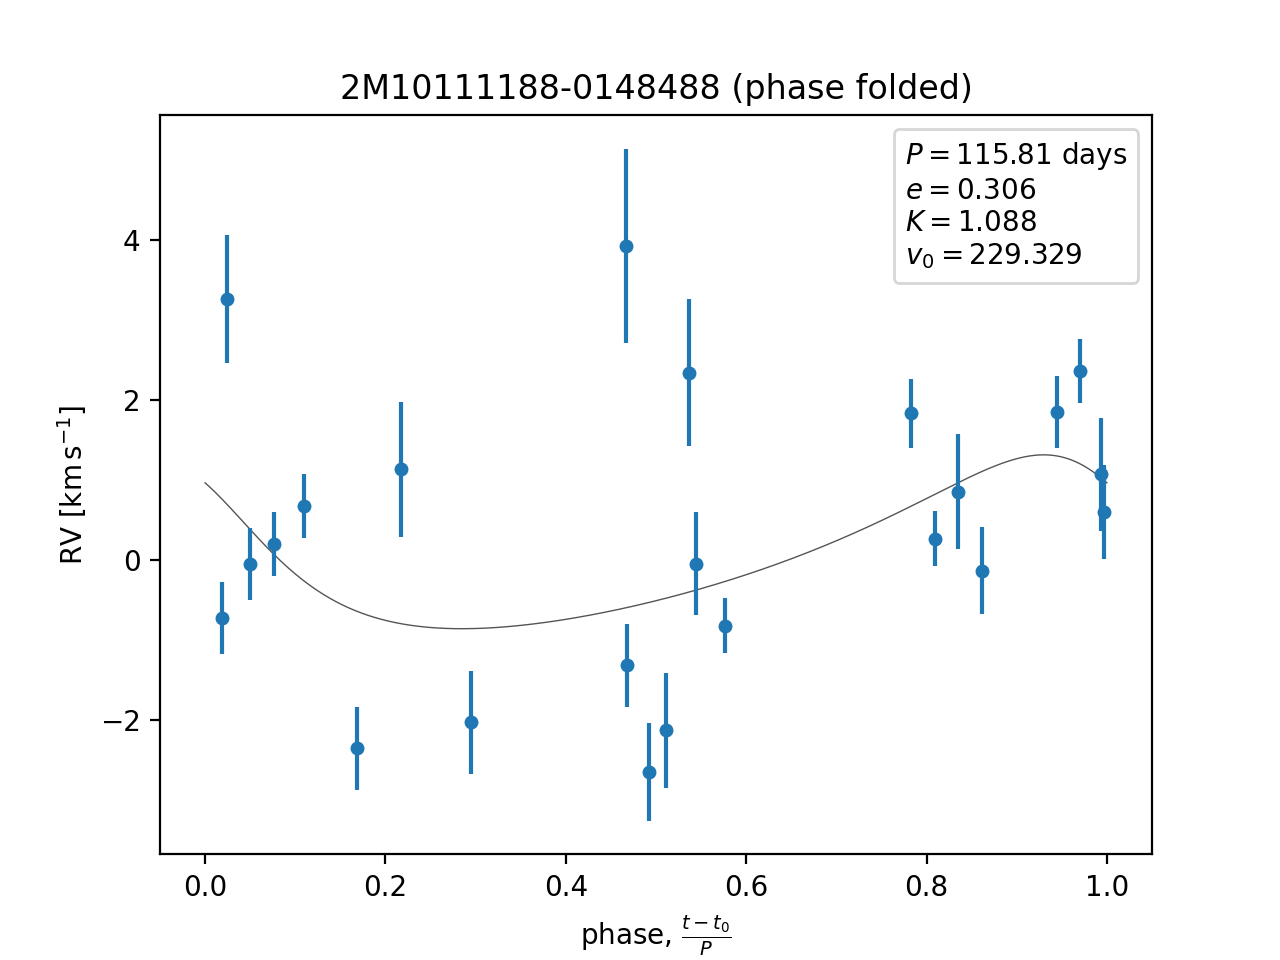 2M10111188-0148488 (phase folded)
P = 115.81 days
e = 0.306
K = 1.088
v₀ = 229.329
RV [km s⁻¹]
4
2
0
−2
0.0 0.2 0.4 0.6 0.8 1.0
phase, (t − t₀)/P